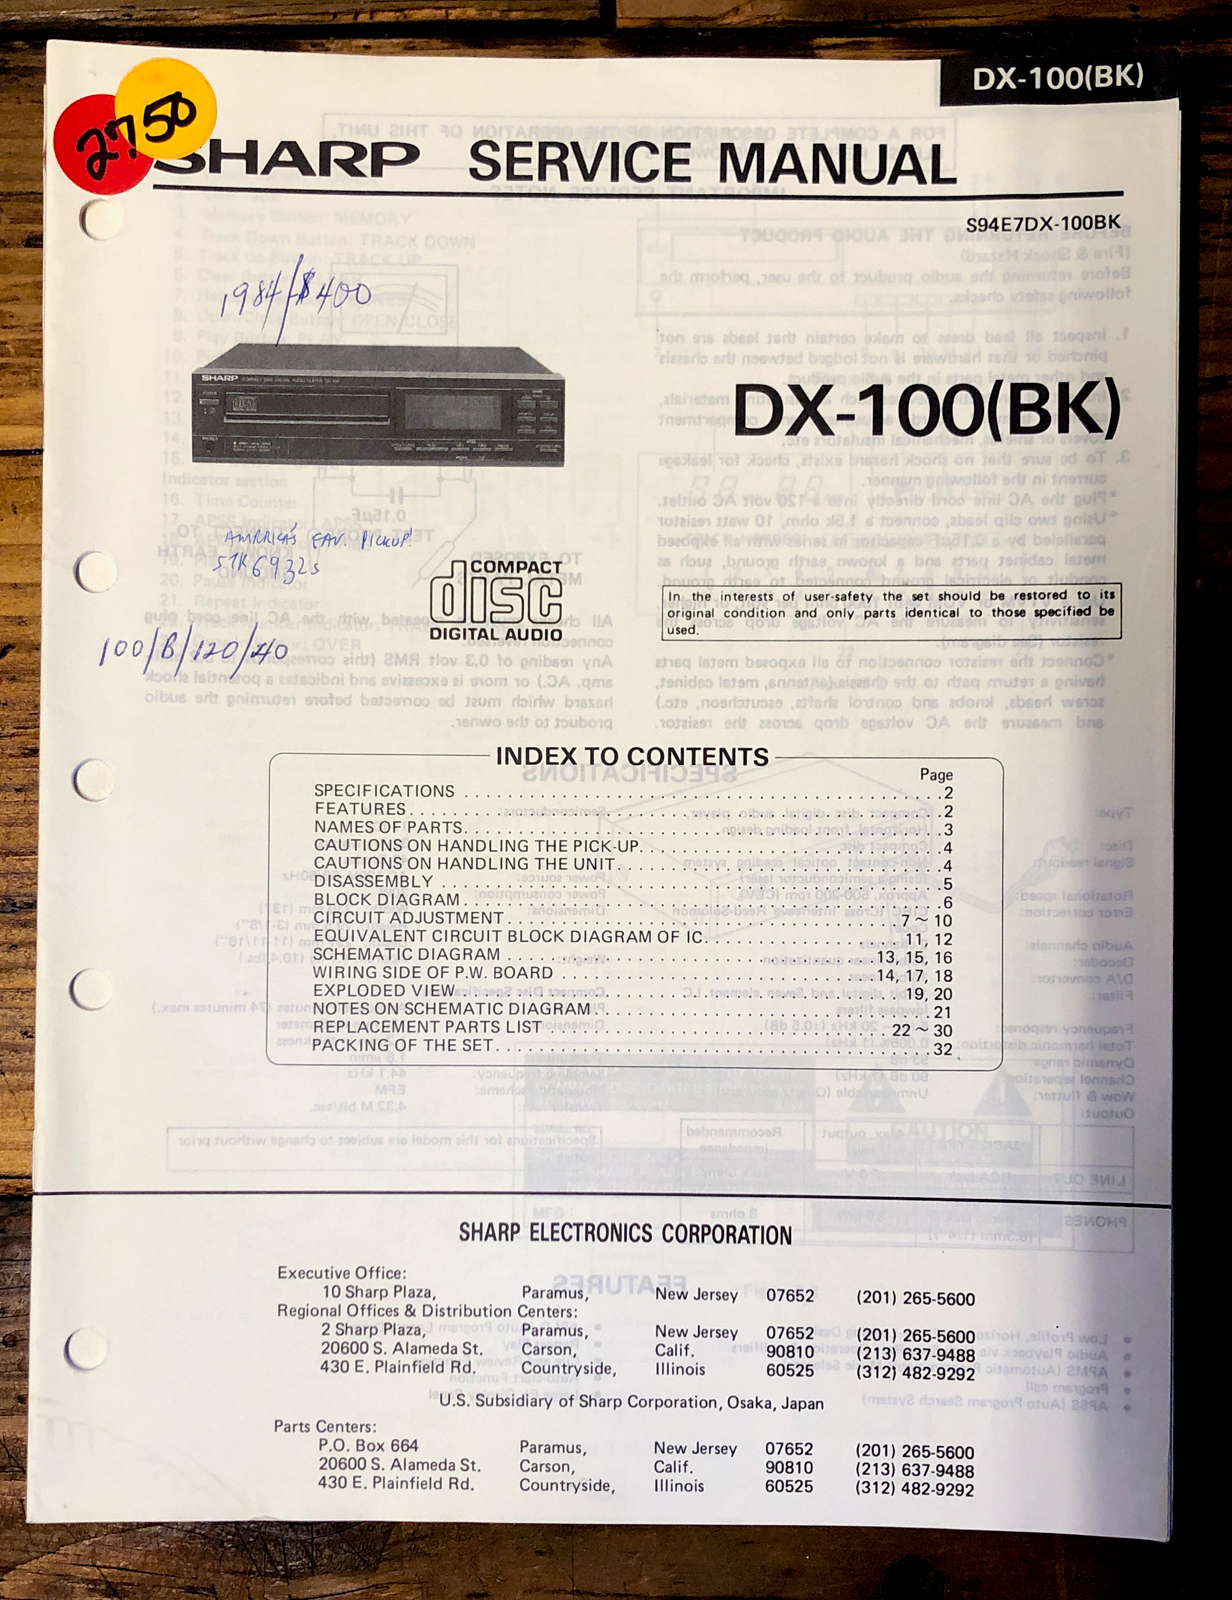 DX-100(BK)
2750
SHARP SERVICE MANUAL
S94E7DX-100BK
1984/$400
SHARP
DX-100(BK)
AMRRICA'S FAV. PICKUP!
STK6932s
COMPACT
disc
DIGITAL AUDIO
100/B/120/40
In the interests of user-safety the set should be restored to its
original condition and only parts identical to those specified be
used.
INDEX TO CONTENTS
Page
SPECIFICATIONS . . . 2
FEATURES . . . 2
NAMES OF PARTS . . . 3
CAUTIONS ON HANDLING THE PICK-UP . . . 4
CAUTIONS ON HANDLING THE UNIT . . . 4
DISASSEMBLY . . . 5
BLOCK DIAGRAM . . . 6
CIRCUIT ADJUSTMENT . . . 7 ~ 10
EQUIVALENT CIRCUIT BLOCK DIAGRAM OF IC . . . 11, 12
SCHEMATIC DIAGRAM . . . 13, 15, 16
WIRING SIDE OF P.W. BOARD . . . 14, 17, 18
EXPLODED VIEW . . . 19, 20
NOTES ON SCHEMATIC DIAGRAM . . . 21
REPLACEMENT PARTS LIST . . . 22 ~ 30
PACKING OF THE SET . . . 32
SHARP ELECTRONICS CORPORATION
Executive Office:
10 Sharp Plaza, Paramus, New Jersey 07652 (201) 265-5600
Regional Offices & Distribution Centers:
2 Sharp Plaza, Paramus, New Jersey 07652 (201) 265-5600
20600 S. Alameda St. Carson, Calif. 90810 (213) 637-9488
430 E. Plainfield Rd. Countryside, Illinois 60525 (312) 482-9292
U.S. Subsidiary of Sharp Corporation, Osaka, Japan
Parts Centers:
P.O. Box 664 Paramus, New Jersey 07652 (201) 265-5600
20600 S. Alameda St. Carson, Calif. 90810 (213) 637-9488
430 E. Plainfield Rd. Countryside, Illinois 60525 (312) 482-9292